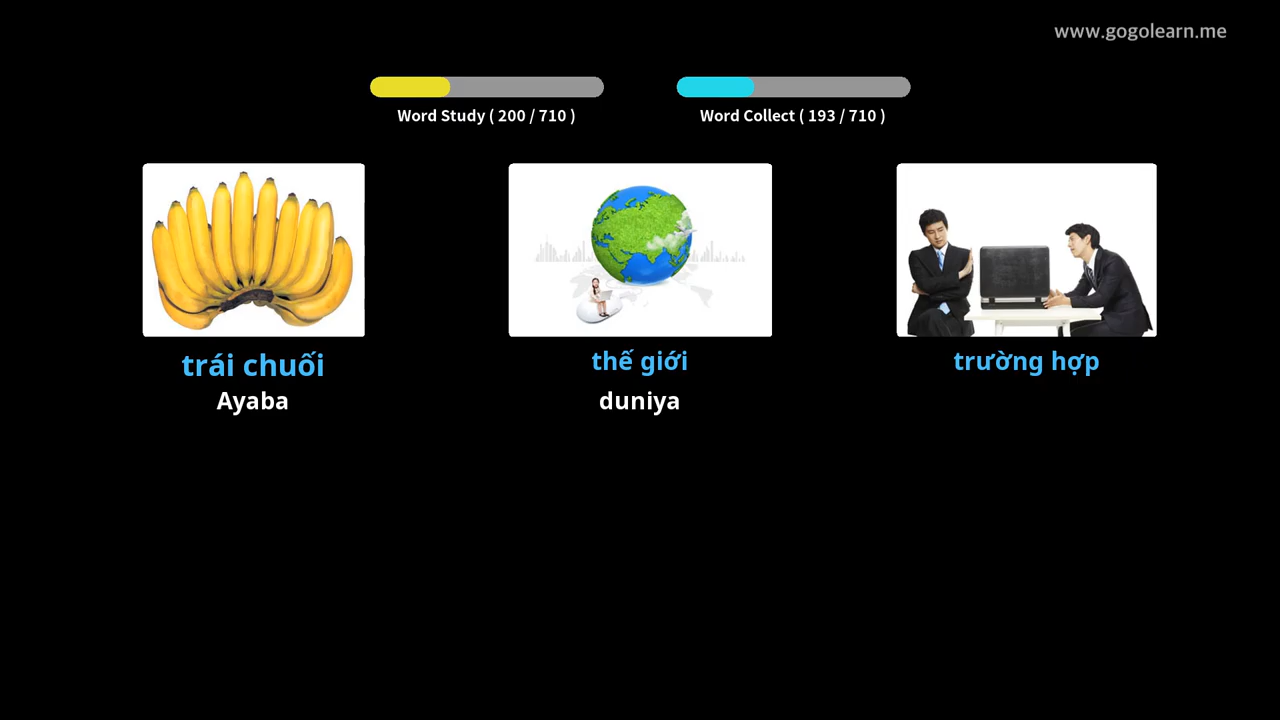 www.gogolearn.me
Word Study ( 200 / 710 )
Word Collect ( 193 / 710 )
trái chuối
Ayaba
thế giới
duniya
trường hợp